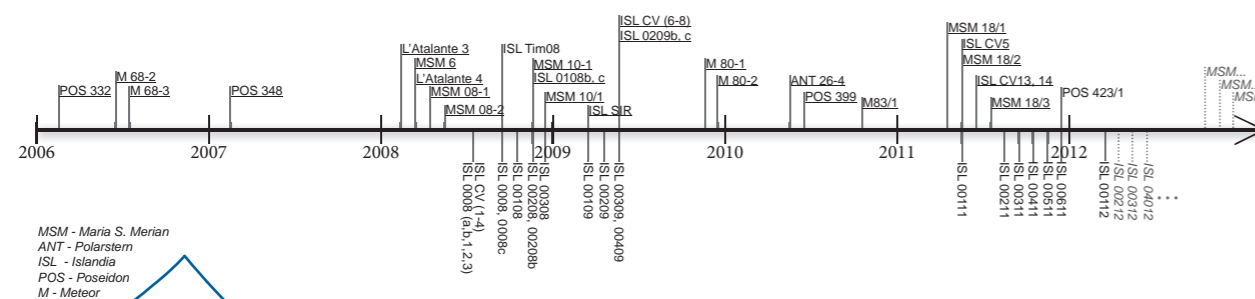 ISL CV (6-8)
ISL 0209b, c
MSM 18/1
L'Atalante 3
ISL Tim08
ISL CV5
MSM 6
MSM 10-1
M 80-1
MSM 18/2
MSM...
M 68-2
L'Atalante 4
ISL 0108b, c
M 80-2
ANT 26-4
ISL CV13, 14
MSM...
POS 332
M 68-3
POS 348
MSM 08-1
MSM 10/1
POS 399
MSM 18/3
POS 423/1
MSM 08-2
ISL SIR
M83/1
2006
2007
2008
2009
2010
2011
2012
ISL 0008 (a,b,1,2,3)
ISL CV (1-4)
ISL 0008, 0008c
ISL 00108
ISL 00208, 00208b
ISL 00308
ISL 00109
ISL 00209
ISL 00309, 00409
ISL 00111
ISL 00211
ISL 00311
ISL 00411
ISL 00511
ISL 00611
ISL 00112
ISL 00212
ISL 00312
ISL 04012
...
MSM - Maria S. Merian
ANT - Polarstern
ISL - Islandia
POS - Poseidon
M - Meteor